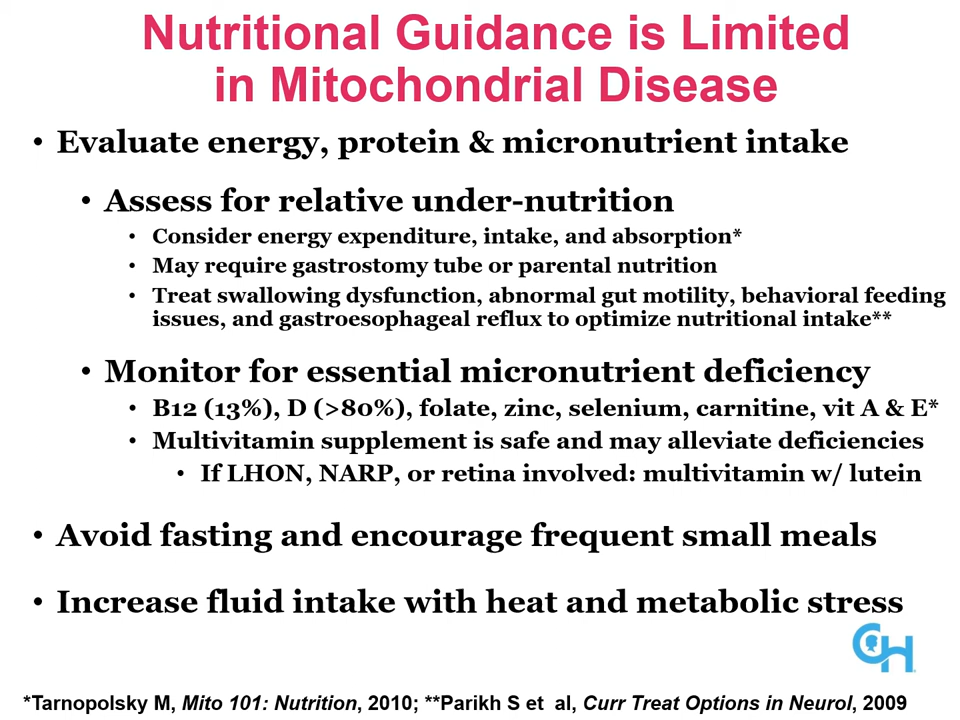 Nutritional Guidance is Limited
in Mitochondrial Disease
• Evaluate energy, protein & micronutrient intake
• Assess for relative under-nutrition
• Consider energy expenditure, intake, and absorption*
• May require gastrostomy tube or parental nutrition
• Treat swallowing dysfunction, abnormal gut motility, behavioral feeding
issues, and gastroesophageal reflux to optimize nutritional intake**
• Monitor for essential micronutrient deficiency
• B12 (13%), D (>80%), folate, zinc, selenium, carnitine, vit A & E*
• Multivitamin supplement is safe and may alleviate deficiencies
• If LHON, NARP, or retina involved: multivitamin w/ lutein
• Avoid fasting and encourage frequent small meals
• Increase fluid intake with heat and metabolic stress
CH
*Tarnopolsky M, Mito 101: Nutrition, 2010; **Parikh S et al, Curr Treat Options in Neurol, 2009